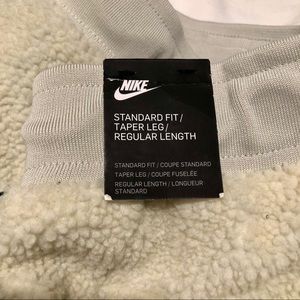 NIKE
STANDARD FIT /
TAPER LEG /
REGULAR LENGTH
STANDARD FIT / COUPE STANDARD
TAPER LEG / COUPE FUSELÉE
REGULAR LENGTH / LONGUEUR
STANDARD